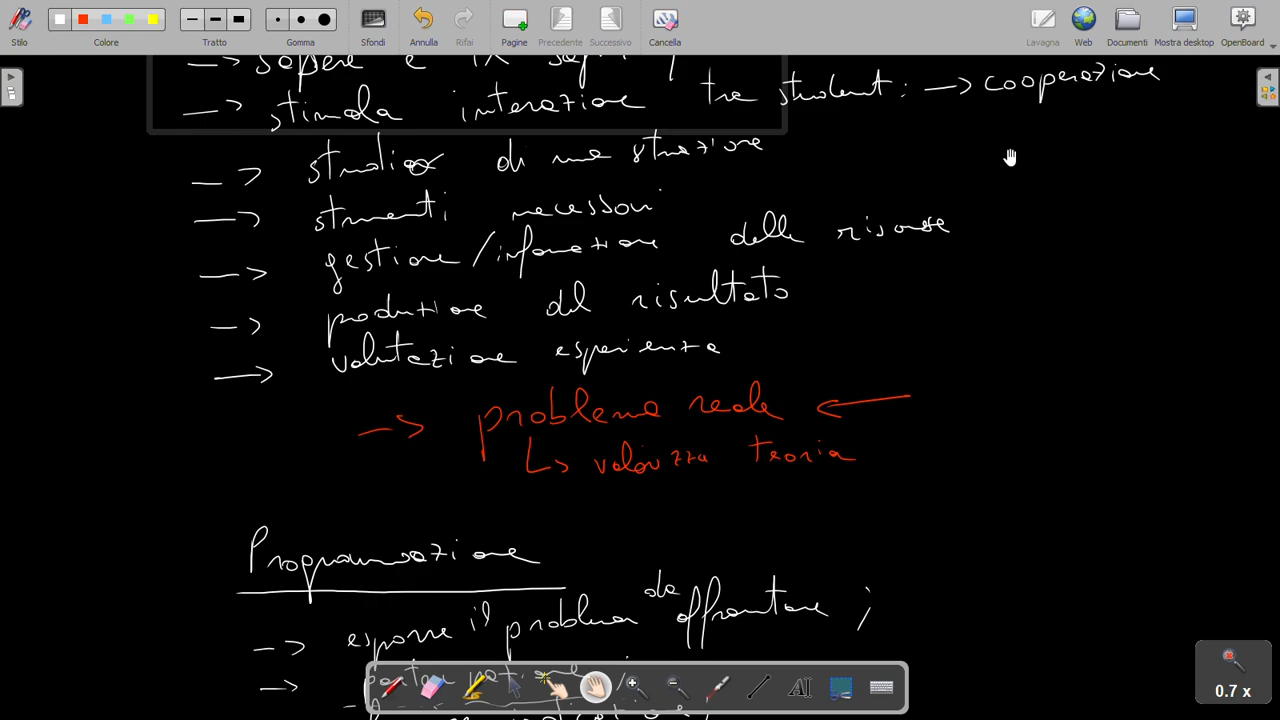 Stilo Colore Tratto Gomma Sfondi Annulla Rifai Pagine Precedente Successivo Cancella Lavagna Web Documenti Mostra desktop OpenBoard
→ sapere e
→ stimola interazione tra studenti → cooperazione
→ studio di una situazione
→ strumenti necessari
→ gestione / informazione delle risorse
→ produzione del risultato
→ valutazione esperienza
→ problema reale ←
↳ valorizza teoria
Programmazione
→ esporre il problema da affrontare ;
→
0.7 x